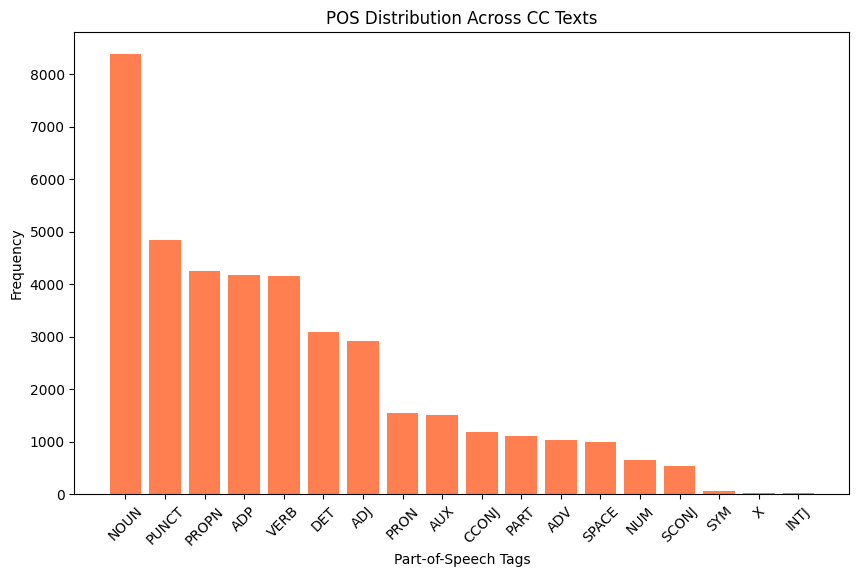 POS Distribution Across CC Texts
Frequency
8000
7000
6000
5000
4000
3000
2000
1000
0
NOUN PUNCT PROPN ADP VERB DET ADJ PRON AUX CCONJ PART ADV SPACE NUM SCONJ SYM X INTJ
Part-of-Speech Tags